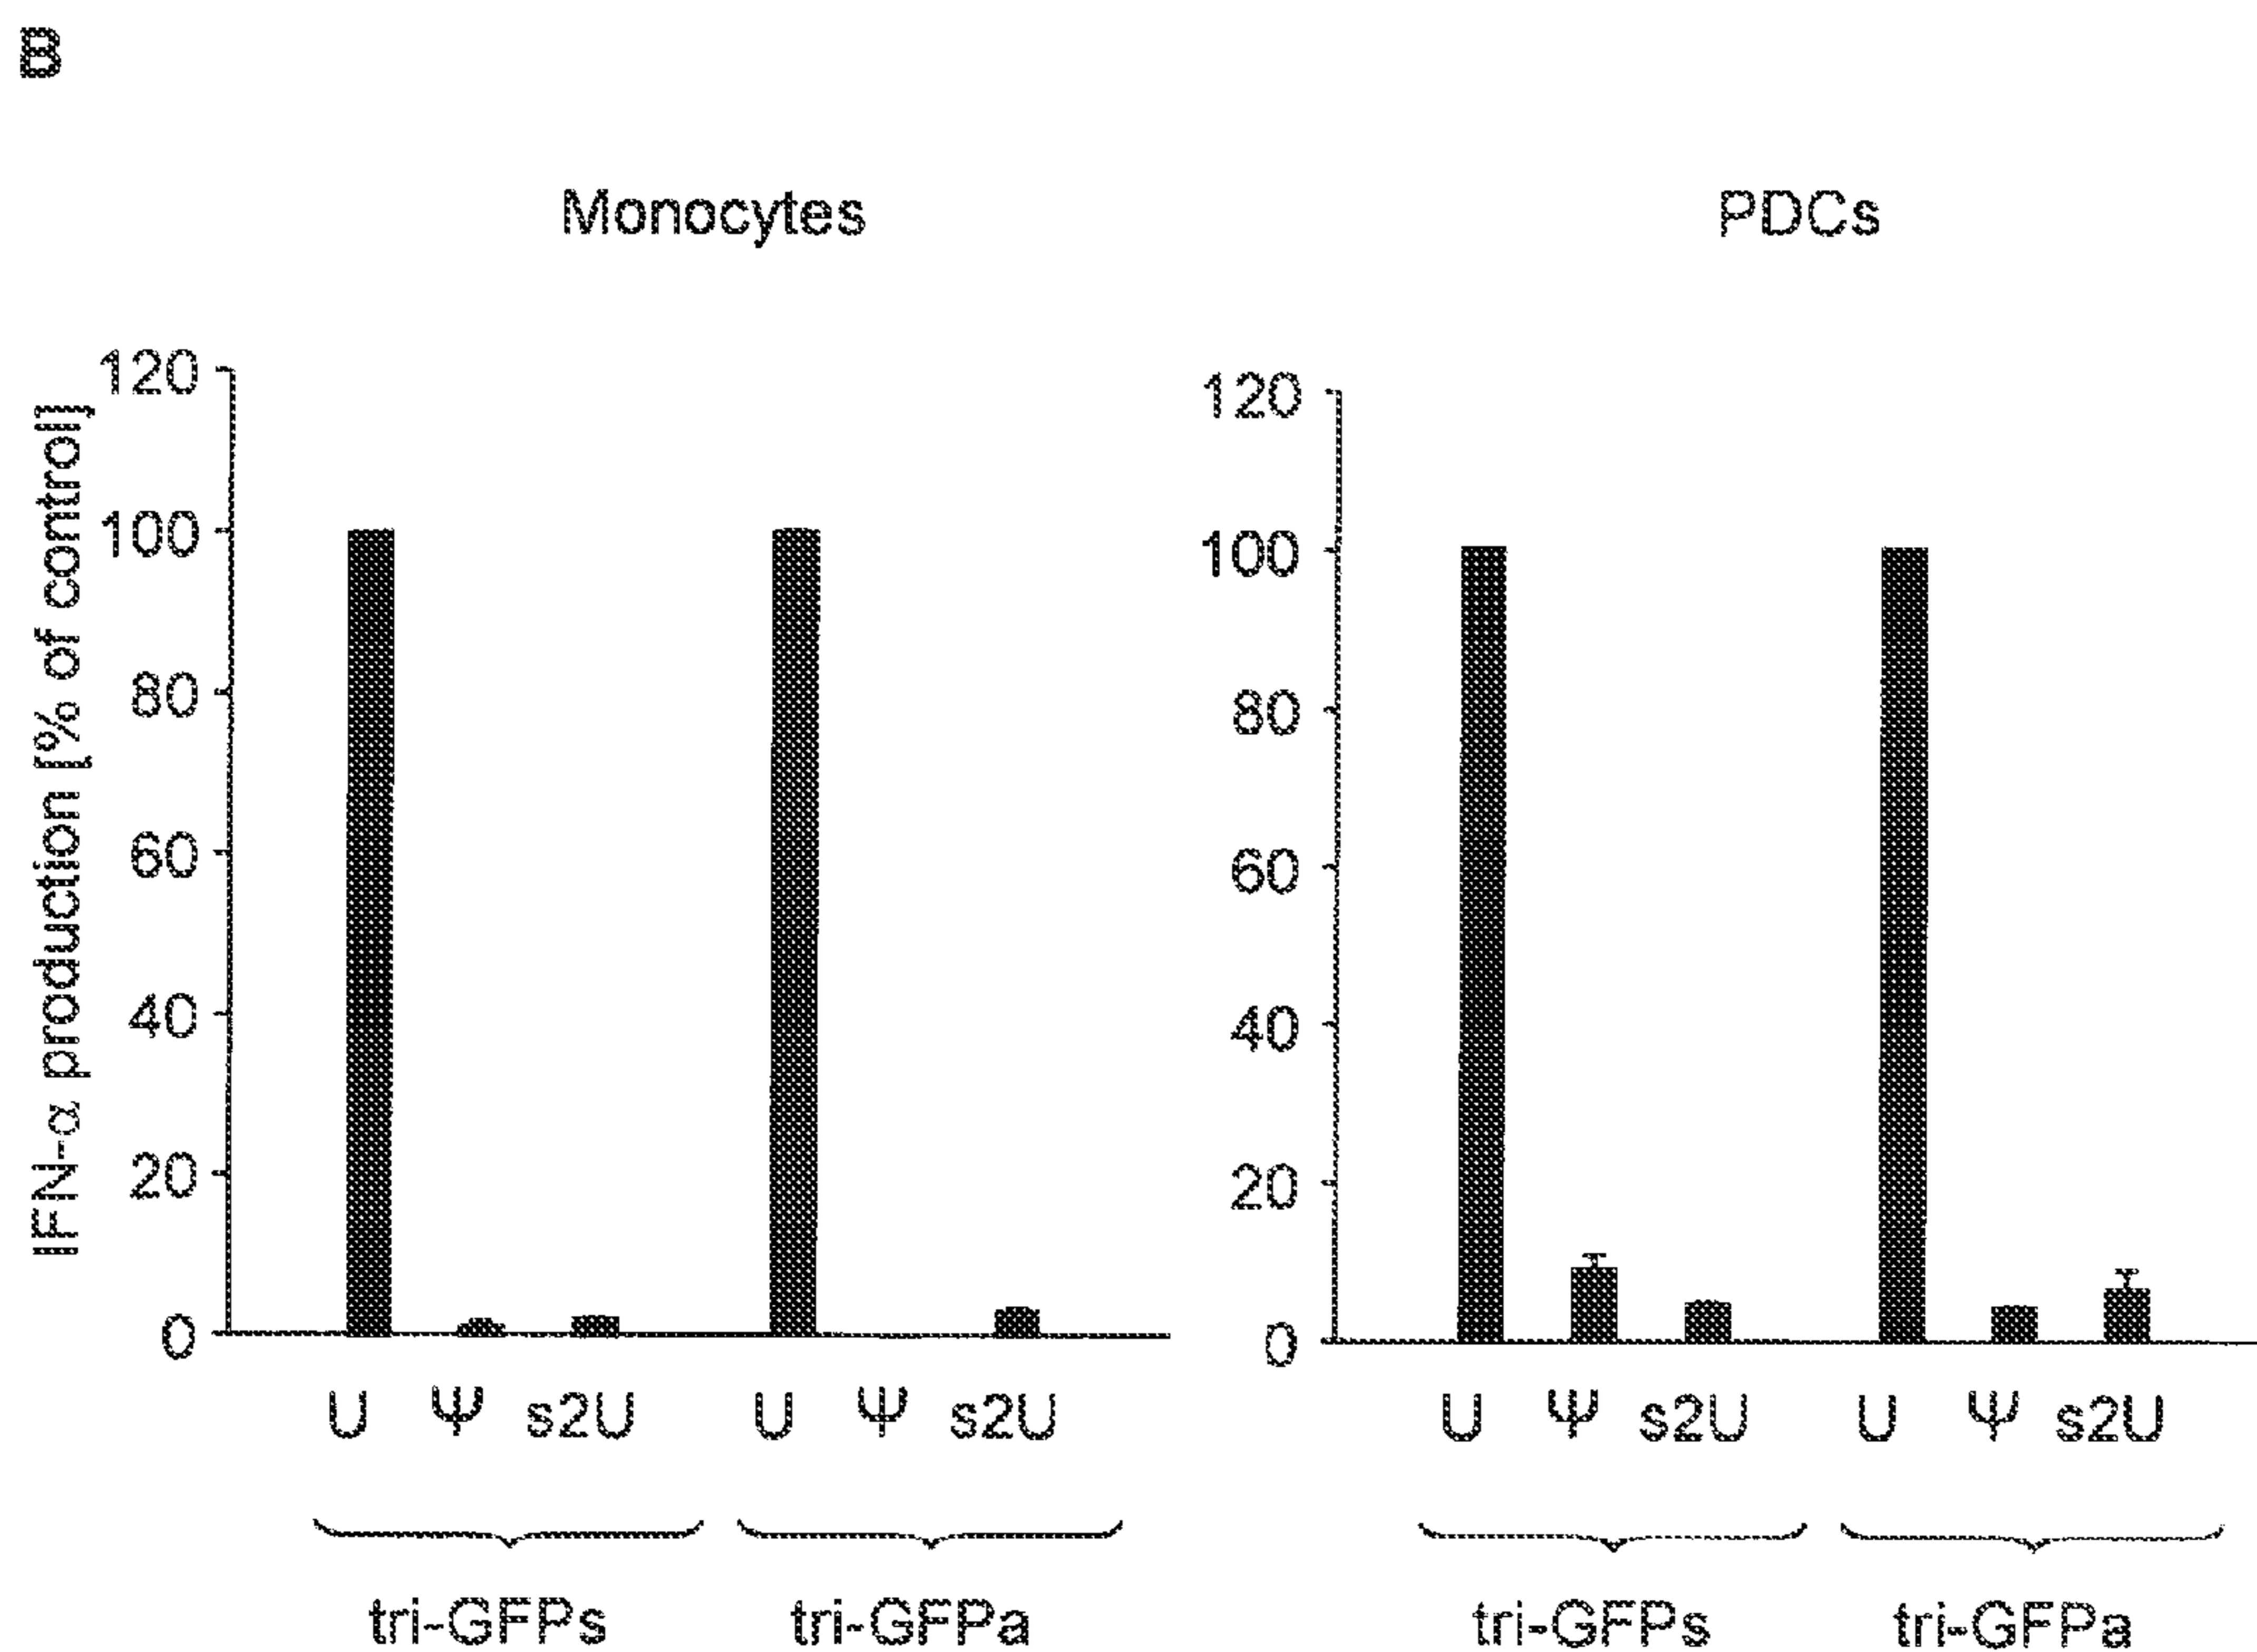 B
Monocytes
PDCs
IFN-α production [% of control]
120
100
80
60
40
20
0
U Ψ s2U U Ψ s2U
tri-GFPs tri-GFPa
120
100
80
60
40
20
0
U Ψ s2U U Ψ s2U
tri-GFPs tri-GFPa